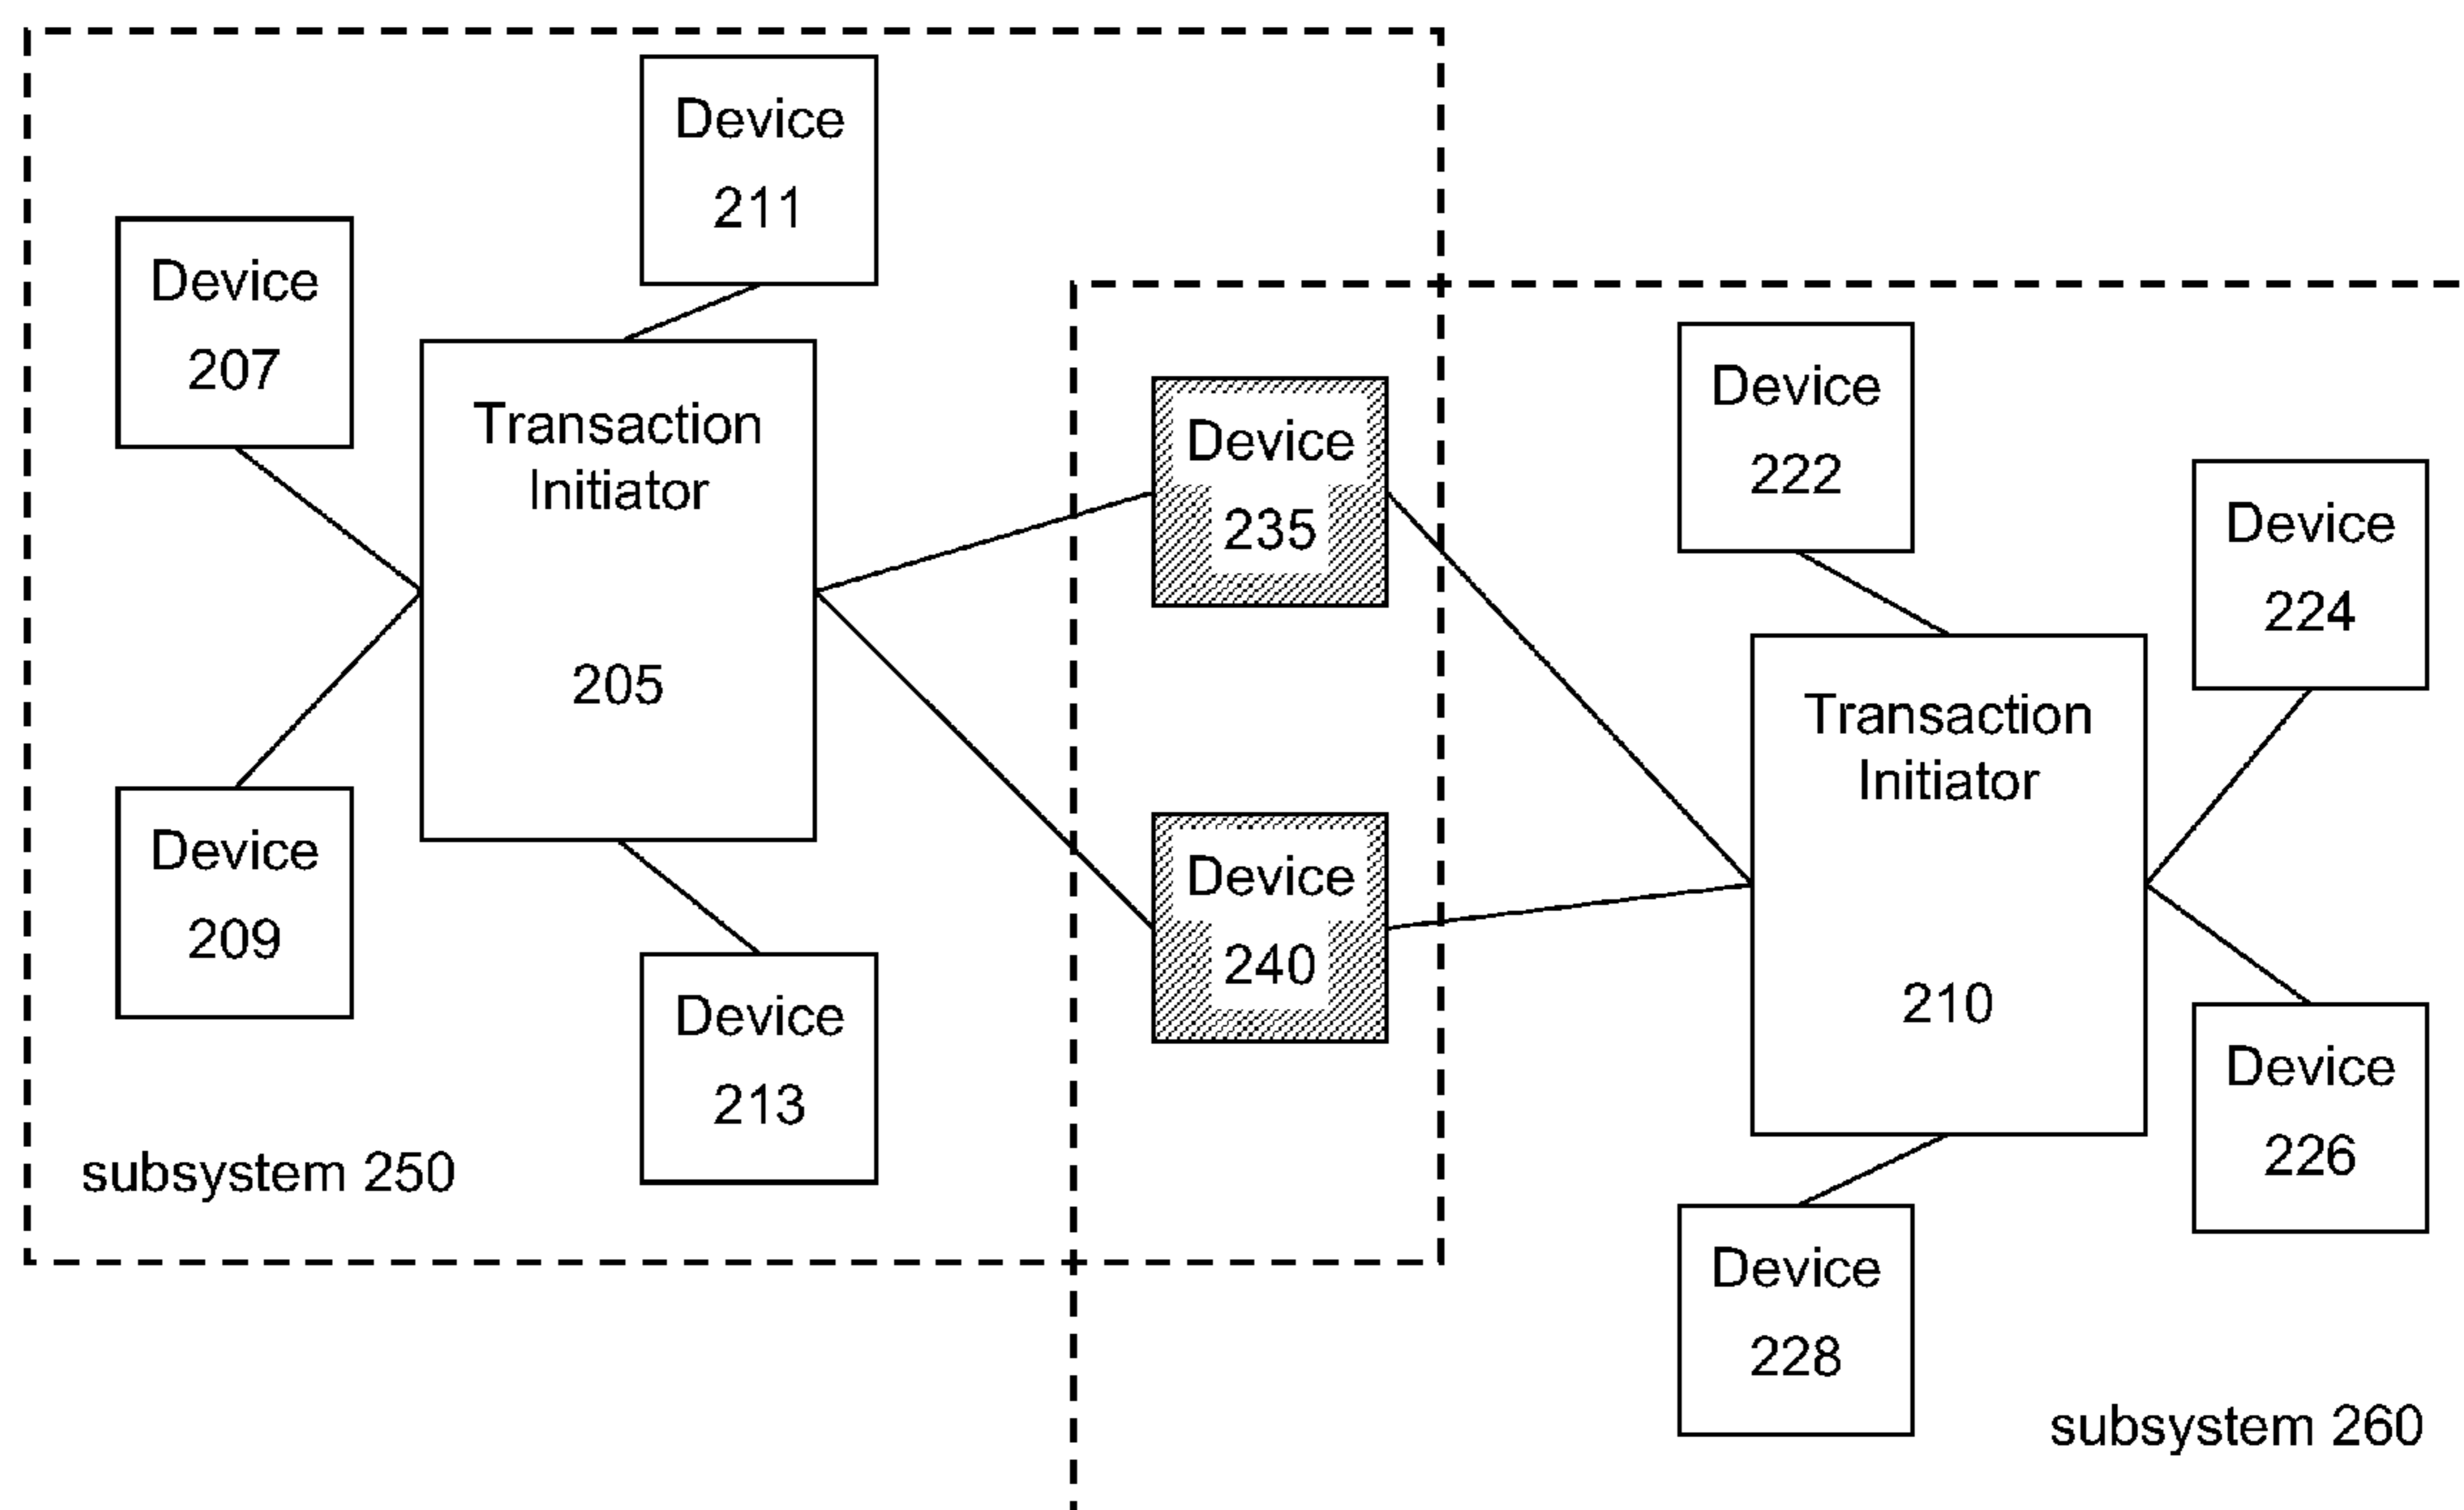 Device
211
Device
207
Transaction
Initiator
205
Device
209
Device
213
subsystem 250
Device
235
Device
240
Device
222
Device
224
Transaction
Initiator
210
Device
226
Device
228
subsystem 260